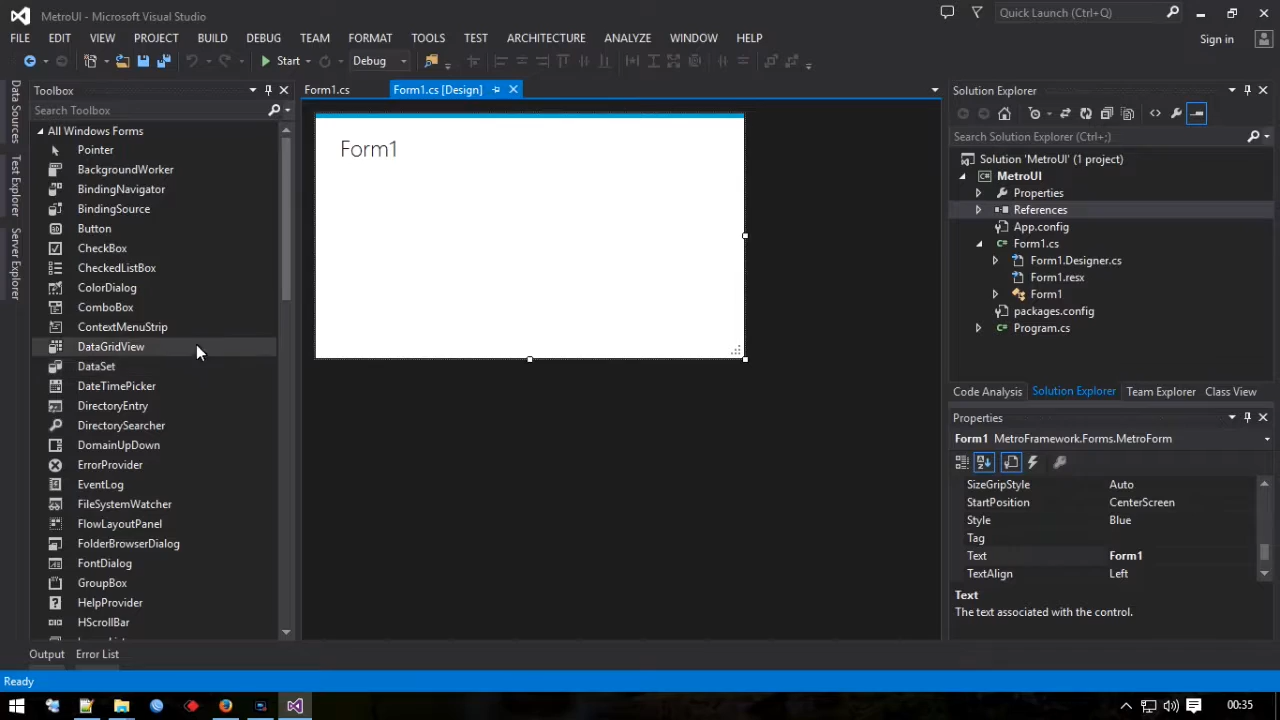 MetroUI - Microsoft Visual Studio
Quick Launch (Ctrl+Q)
FILE EDIT VIEW PROJECT BUILD DEBUG TEAM FORMAT TOOLS TEST ARCHITECTURE ANALYZE WINDOW HELP
Sign in
Start Debug
Data Sources
Test Explorer
Server Explorer
Toolbox
Search Toolbox
All Windows Forms
Pointer
BackgroundWorker
BindingNavigator
BindingSource
Button
CheckBox
CheckedListBox
ColorDialog
ComboBox
ContextMenuStrip
DataGridView
DataSet
DateTimePicker
DirectoryEntry
DirectorySearcher
DomainUpDown
ErrorProvider
EventLog
FileSystemWatcher
FlowLayoutPanel
FolderBrowserDialog
FontDialog
GroupBox
HelpProvider
HScrollBar
Form1.cs Form1.cs [Design]
Form1
Solution Explorer
Search Solution Explorer (Ctrl+;)
Solution 'MetroUI' (1 project)
MetroUI
Properties
References
App.config
Form1.cs
Form1.Designer.cs
Form1.resx
Form1
packages.config
Program.cs
Code Analysis Solution Explorer Team Explorer Class View
Properties
Form1 MetroFramework.Forms.MetroForm
SizeGripStyle Auto
StartPosition CenterScreen
Style Blue
Tag
Text Form1
TextAlign Left
Text
The text associated with the control.
Output Error List
Ready
00:35